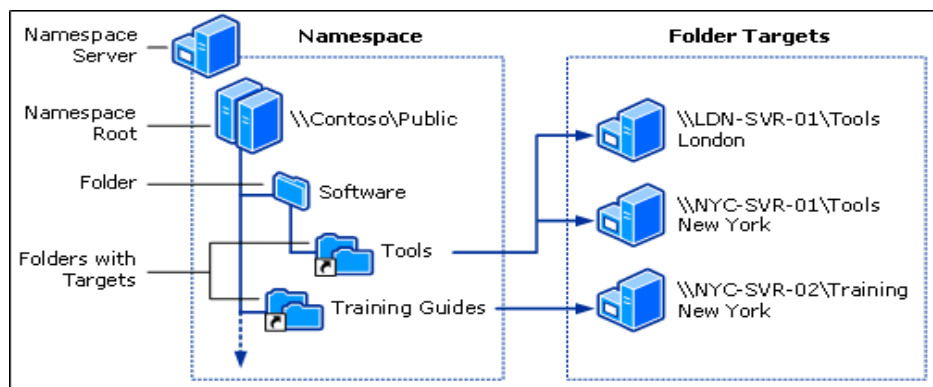 Namespace
Server
Namespace
Folder Targets
Namespace
Root
\\Contoso\Public
\\LDN-SVR-01\Tools
London
Folder
Software
\\NYC-SVR-01\Tools
New York
Folders with
Targets
Tools
Training Guides
\\NYC-SVR-02\Training
New York